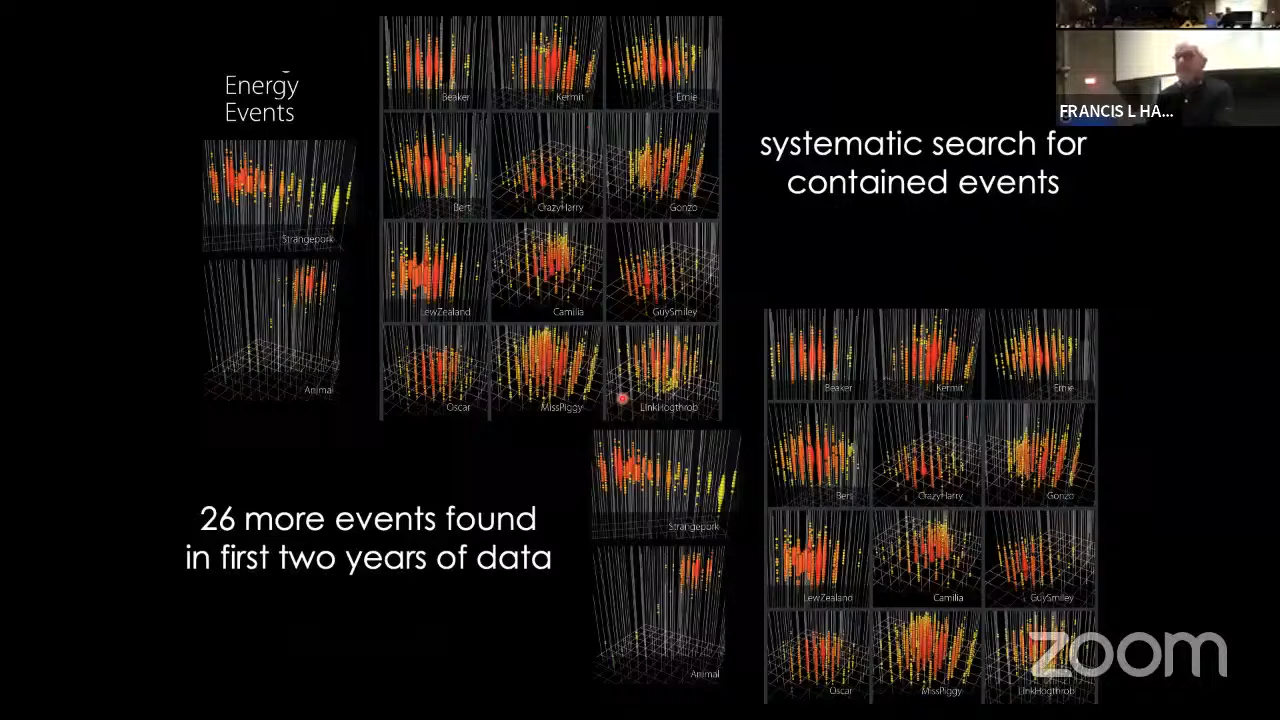 Energy
Events
Beaker
Kermit
Ernie
Strangepork
Bert
CrazyHarry
Gonzo
Animal
LewZealand
Camilia
GuySmiley
Oscar
MissPiggy
LinkHogthrob
FRANCIS L HA...
systematic search for
contained events
26 more events found
in first two years of data
Strangepork
Animal
Beaker
Kermit
Ernie
Bert
CrazyHarry
Gonzo
LewZealand
Camilia
GuySmiley
Oscar
MissPiggy
LinkHogthrob
zoom